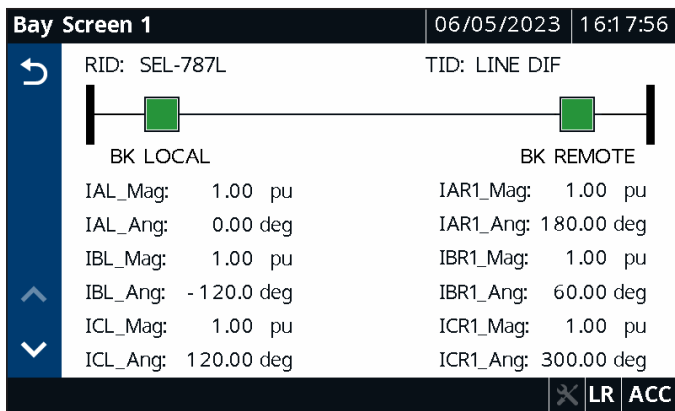 Bay Screen 1 06/05/2023 16:17:56
RID: SEL-787L TID: LINE DIF
BK LOCAL BK REMOTE
IAL_Mag: 1.00 pu IAR1_Mag: 1.00 pu
IAL_Ang: 0.00 deg IAR1_Ang: 180.00 deg
IBL_Mag: 1.00 pu IBR1_Mag: 1.00 pu
IBL_Ang: -120.0 deg IBR1_Ang: 60.00 deg
ICL_Mag: 1.00 pu ICR1_Mag: 1.00 pu
ICL_Ang: 120.00 deg ICR1_Ang: 300.00 deg
LR ACC